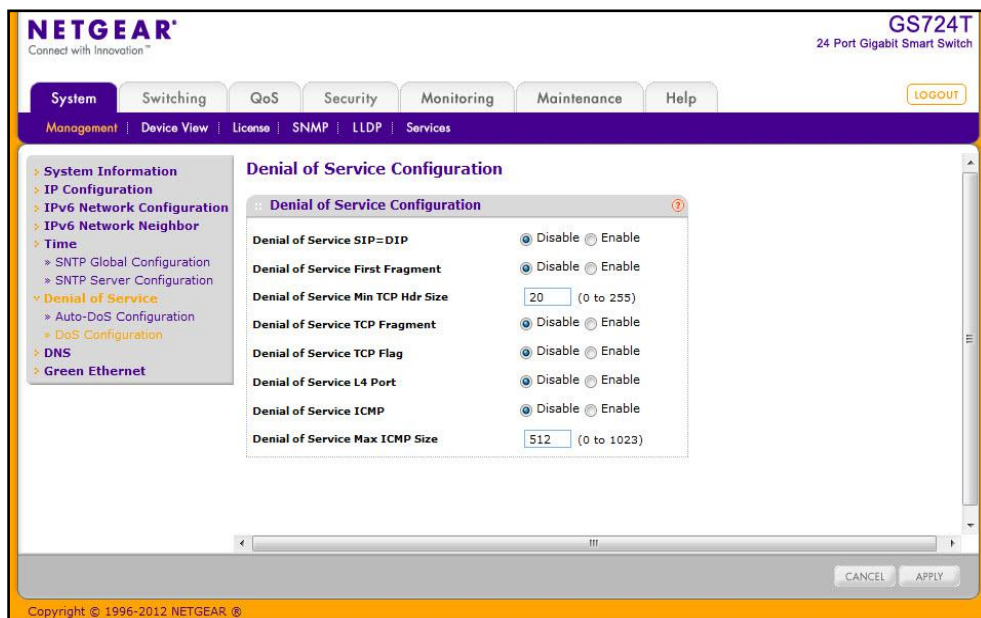 NETGEAR®
Connect with Innovation™
GS724T
24 Port Gigabit Smart Switch
System Switching QoS Security Monitoring Maintenance Help
LOGOUT
Management | Device View | License | SNMP | LLDP | Services
System Information
IP Configuration
IPv6 Network Configuration
IPv6 Network Neighbor
Time
» SNTP Global Configuration
» SNTP Server Configuration
Denial of Service
» Auto-DoS Configuration
» DoS Configuration
DNS
Green Ethernet
Denial of Service Configuration
Denial of Service Configuration ?
Denial of Service SIP=DIP Disable Enable
Denial of Service First Fragment Disable Enable
Denial of Service Min TCP Hdr Size 20 (0 to 255)
Denial of Service TCP Fragment Disable Enable
Denial of Service TCP Flag Disable Enable
Denial of Service L4 Port Disable Enable
Denial of Service ICMP Disable Enable
Denial of Service Max ICMP Size 512 (0 to 1023)
CANCEL APPLY
Copyright © 1996-2012 NETGEAR ®